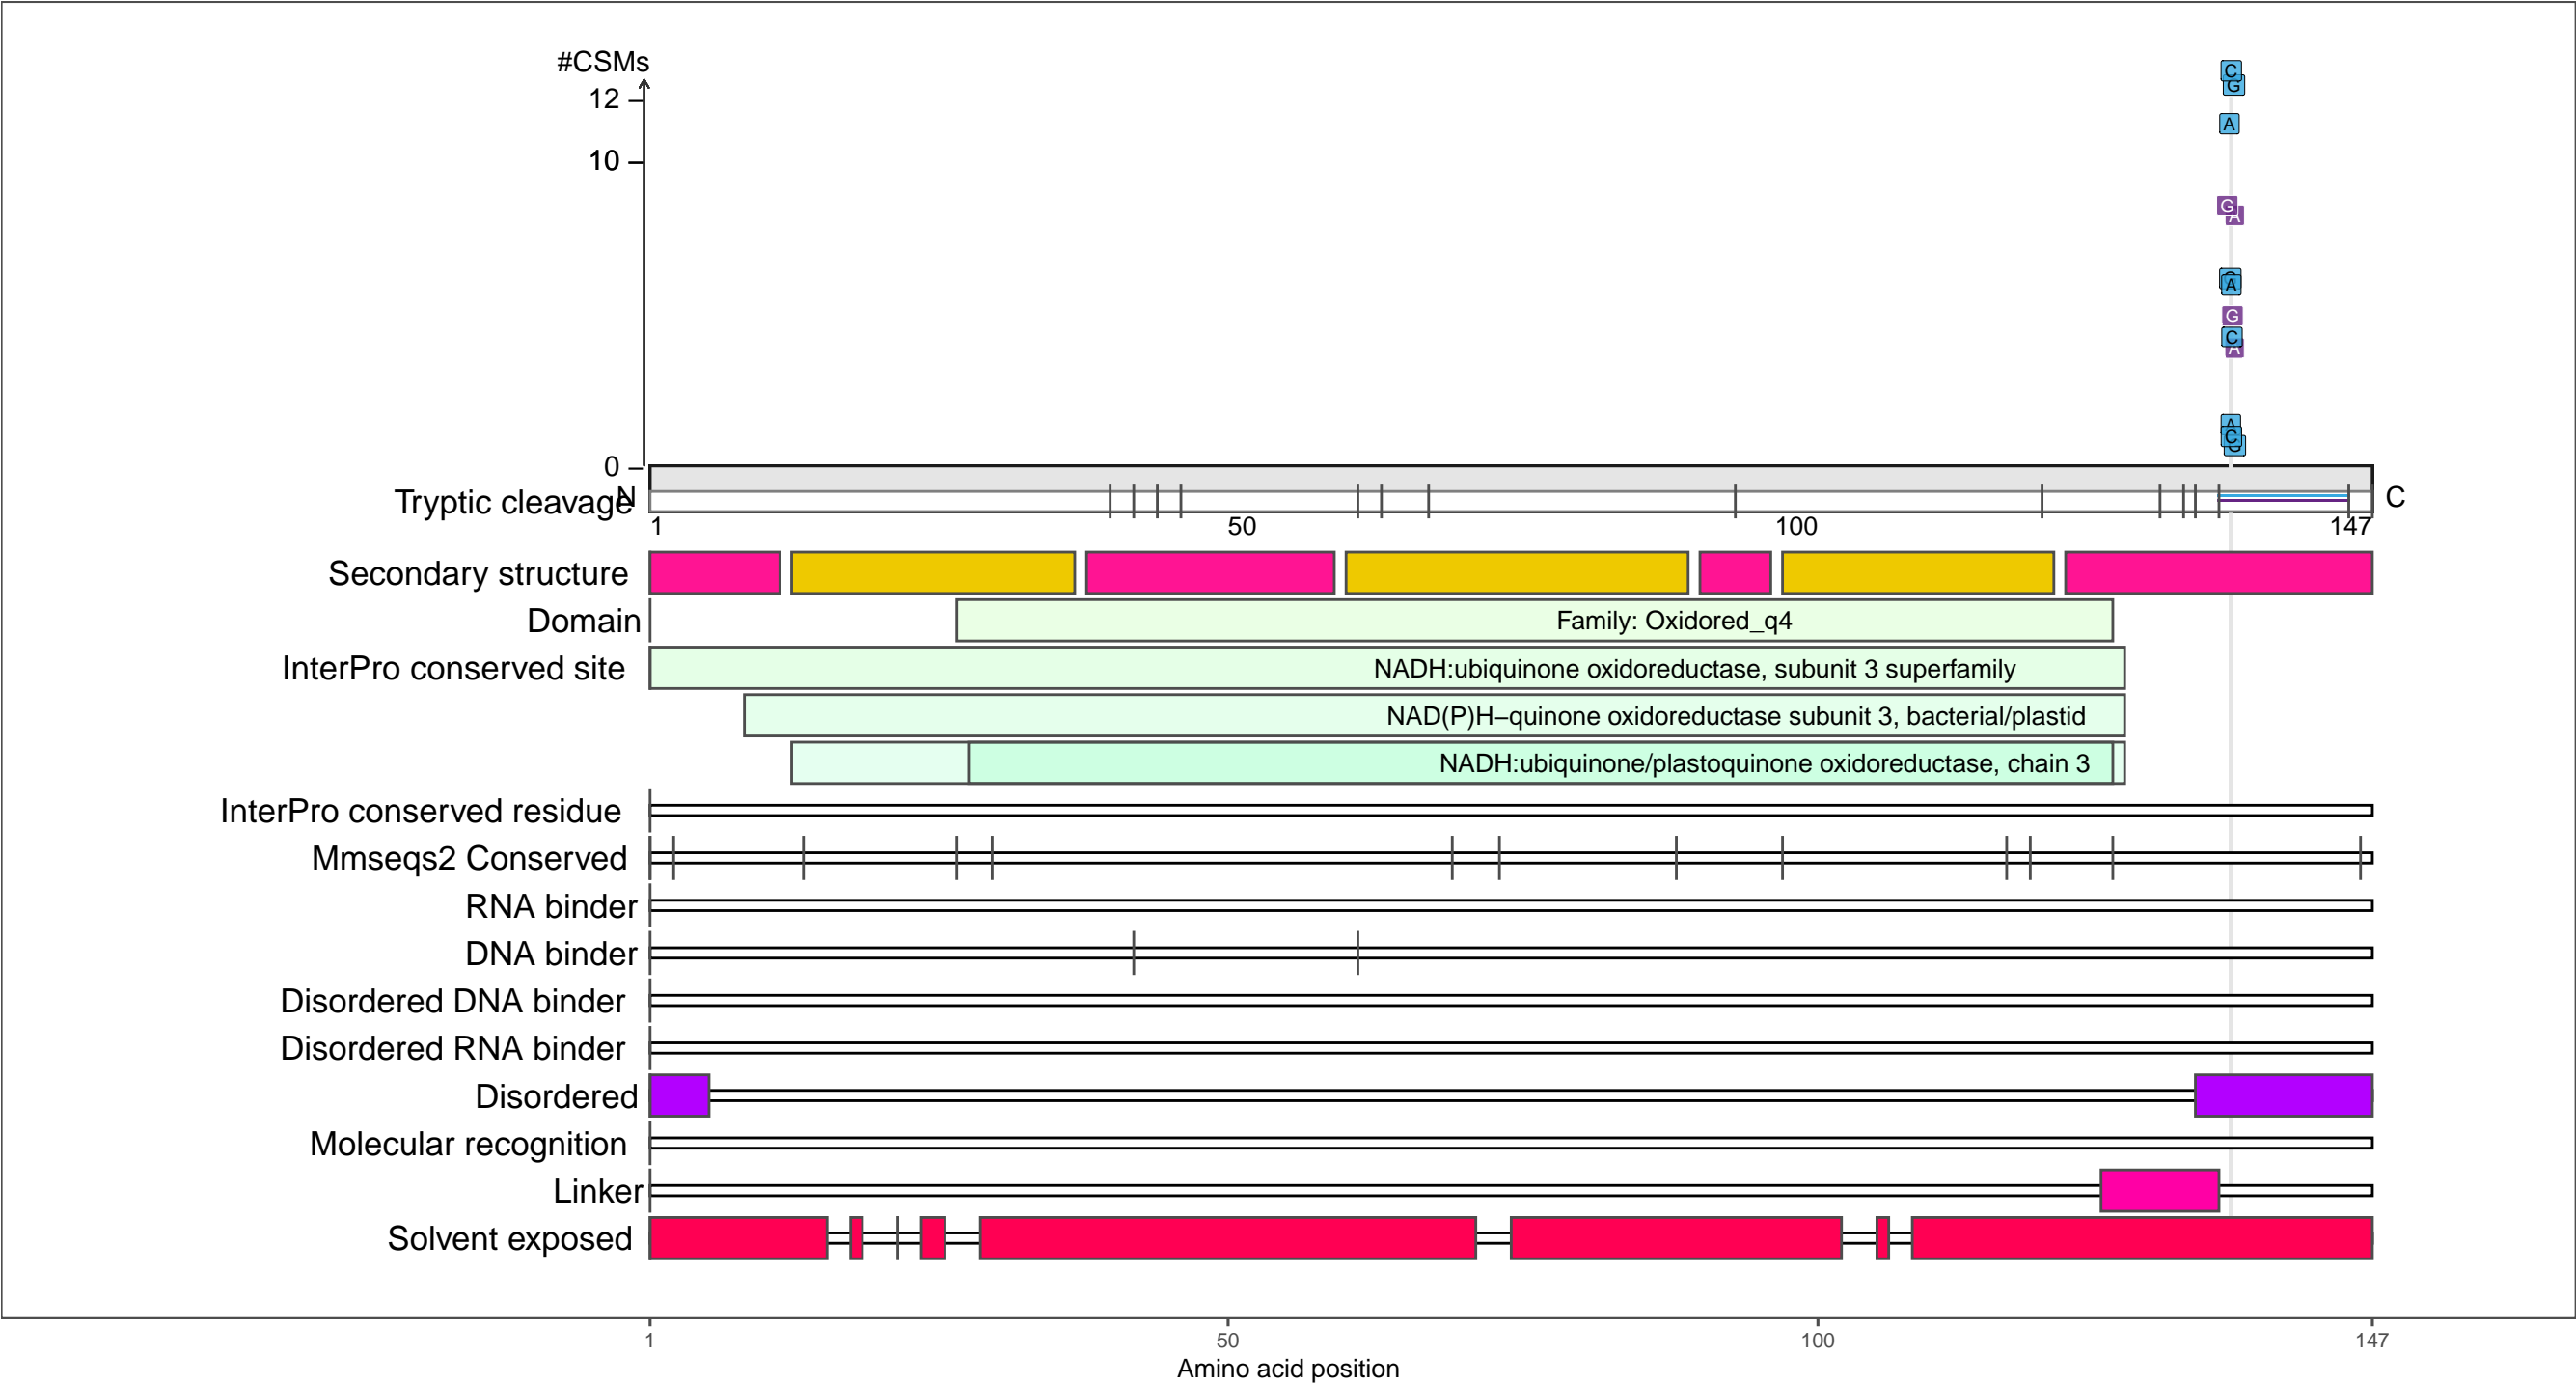 #CSMs
C
G
12
A
10
G
A
A
G
C
A
A
C
G
0
Tryptic cleavage
N
C
1
50
100
147
Secondary structure
Domain
Family: Oxidored_q4
InterPro conserved site
NADH:ubiquinone oxidoreductase, subunit 3 superfamily
NAD(P)H−quinone oxidoreductase subunit 3, bacterial/plastid
NADH:ubiquinone/plastoquinone oxidoreductase, chain 3
InterPro conserved residue
Mmseqs2 Conserved
RNA binder
DNA binder
Disordered DNA binder
Disordered RNA binder
Disordered
Molecular recognition
Linker
Solvent exposed
1
50
100
147
Amino acid position